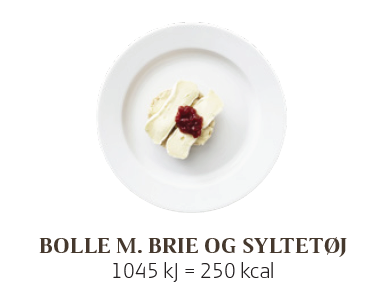 BOLLE M. BRIE OG SYLTETØJ
1045 kJ = 250 kcal